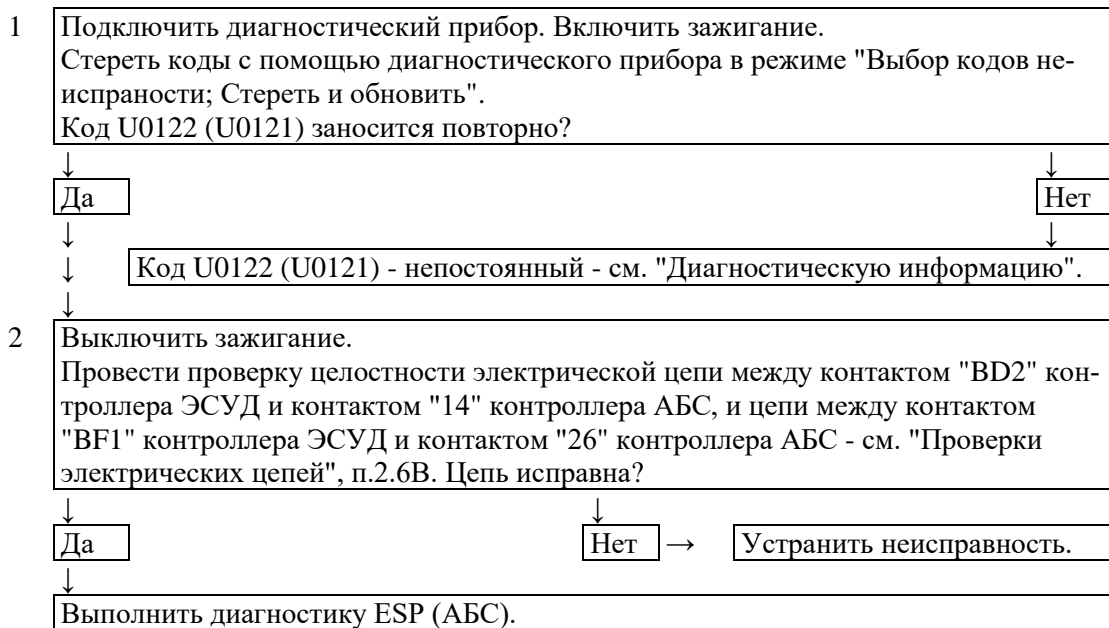 1 Подключить диагностический прибор. Включить зажигание.
Стереть коды с помощью диагностического прибора в режиме "Выбор кодов не-
испраности; Стереть и обновить".
Код U0122 (U0121) заносится повторно?
↓ ↓
Да Нет
↓ ↓
↓ Код U0122 (U0121) - непостоянный - см. "Диагностическую информацию".
↓
2 Выключить зажигание.
Провести проверку целостности электрической цепи между контактом "BD2" кон-
троллера ЭСУД и контактом "14" контроллера АБС, и цепи между контактом
"BF1" контроллера ЭСУД и контактом "26" контроллера АБС - см. "Проверки
электрических цепей", п.2.6В. Цепь исправна?
↓ ↓
Да Нет → Устранить неисправность.
↓
Выполнить диагностику ESP (АБС).